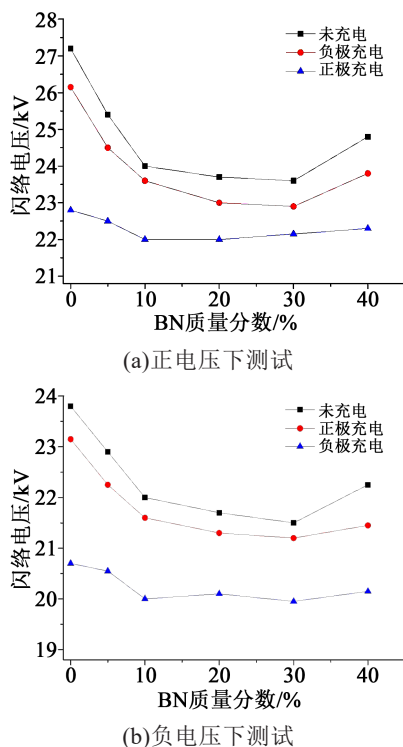 28
27
26
25
24
23
22
21
闪络电压/kV
未充电
负极充电
正极充电
0 10 20 30 40
BN质量分数/%
(a)正电压下测试
24
23
22
21
20
19
闪络电压/kV
未充电
正极充电
负极充电
0 10 20 30 40
BN质量分数/%
(b)负电压下测试